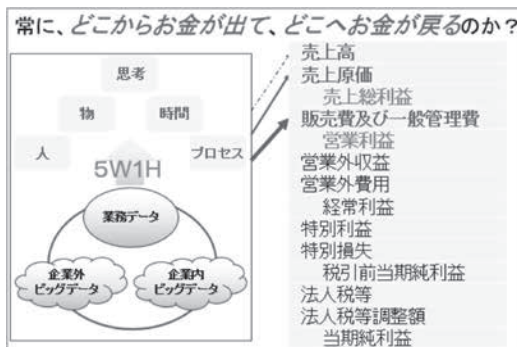 常に、どこからお金が出て、どこへお金が戻るのか?
思考
物
時間
人
プロセス
5W1H
業務データ
企業外
ビッグデータ
企業内
ビッグデータ
売上高
売上原価
売上総利益
販売費及び一般管理費
営業利益
営業外収益
営業外費用
経常利益
特別利益
特別損失
税引前当期純利益
法人税等
法人税等調整額
当期純利益